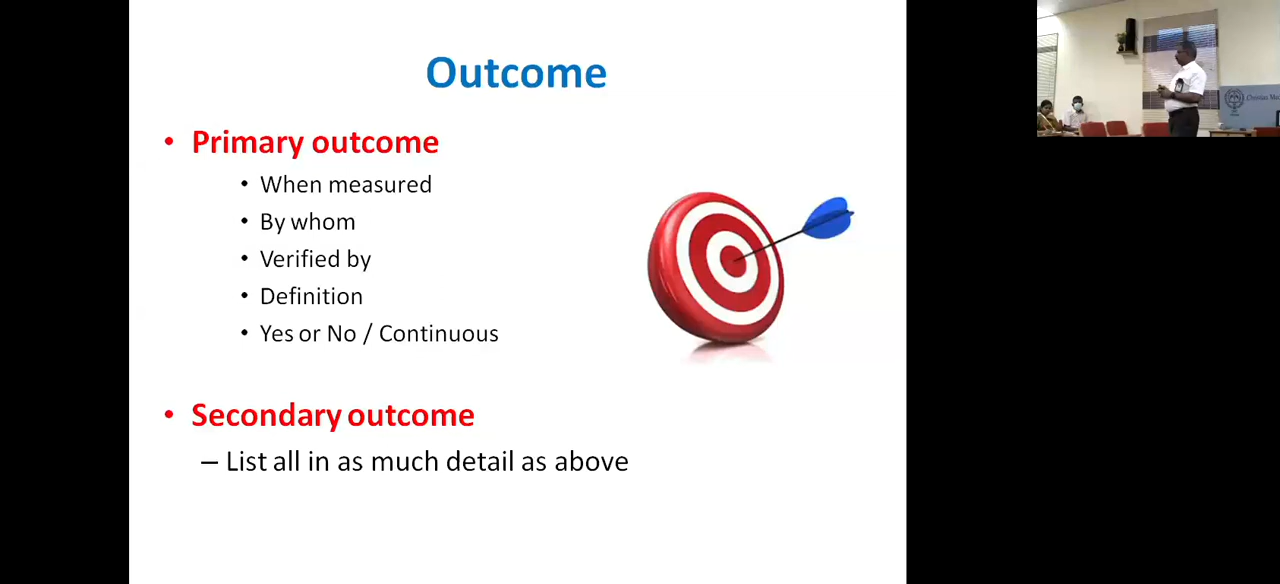 Outcome
• Primary outcome
• When measured
• By whom
• Verified by
• Definition
• Yes or No / Continuous
• Secondary outcome
– List all in as much detail as above
Christian